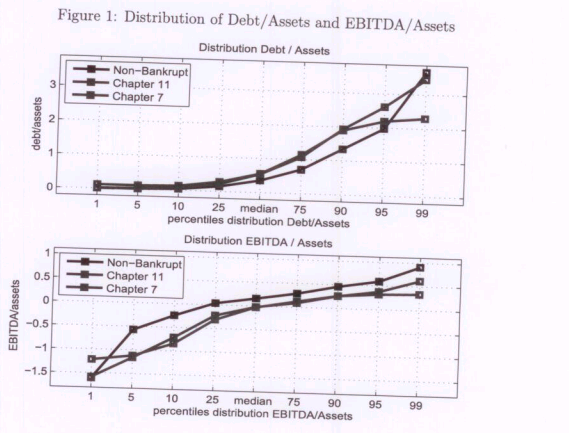 Figure 1: Distribution of Debt/Assets and EBITDA/Assets
Distribution Debt / Assets
Non-Bankrupt
Chapter 11
Chapter 7
debt/assets
3
2
1
0
1 5 10 25 median 75 90 95 99
percentiles distribution Debt/Assets
Distribution EBITDA / Assets
Non-Bankrupt
Chapter 11
Chapter 7
EBITDA/assets
1
0.5
0
-0.5
-1
-1.5
1 5 10 25 median 75 90 95 99
percentiles distribution EBITDA/Assets